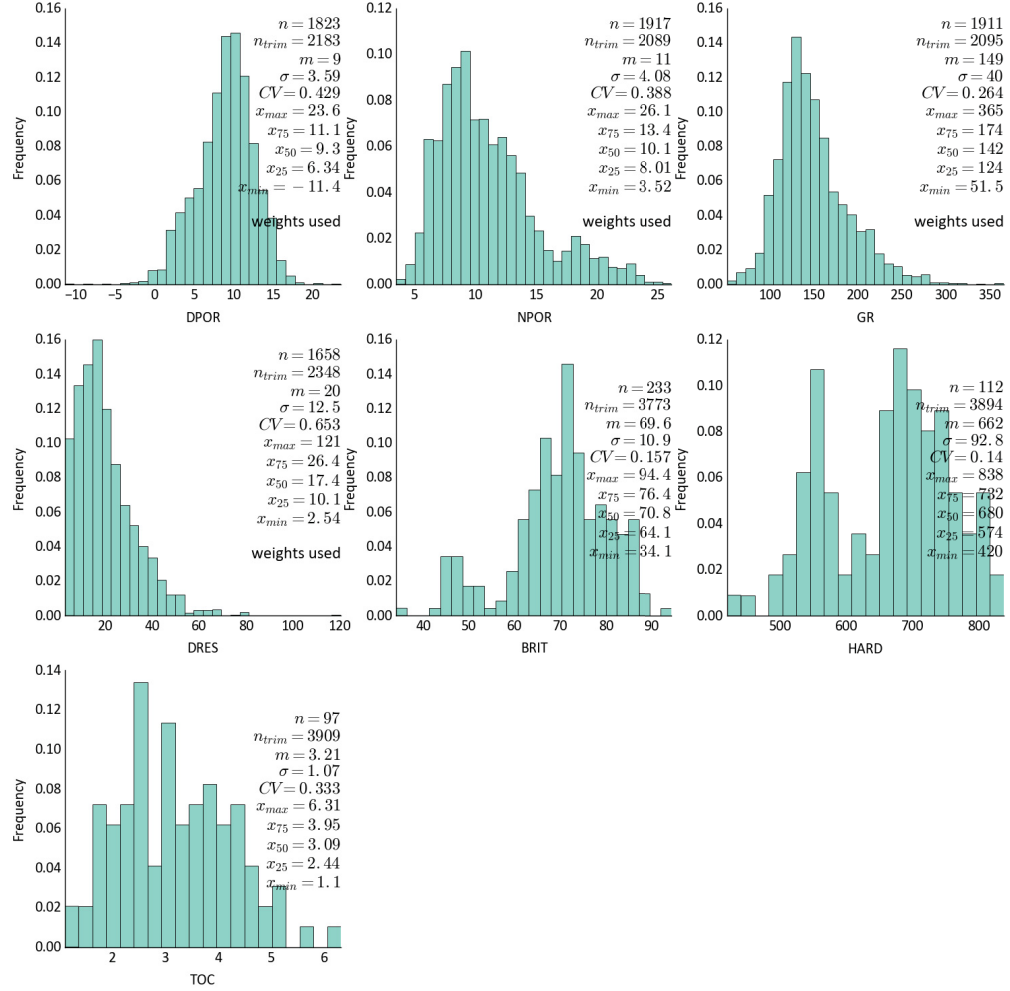 n = 1823
n_trim = 2183
m = 9
σ = 3.59
CV = 0.429
x_max = 23.6
x_75 = 11.1
x_50 = 9.3
x_25 = 6.34
x_min = −11.4
weights used
Frequency
0.16
0.14
0.12
0.10
0.08
0.06
0.04
0.02
0.00
−10 −5 0 5 10 15 20
DPOR
n = 1917
n_trim = 2089
m = 11
σ = 4.08
CV = 0.388
x_max = 26.1
x_75 = 13.4
x_50 = 10.1
x_25 = 8.01
x_min = 3.52
weights used
Frequency
0.12
0.10
0.08
0.06
0.04
0.02
0.00
5 10 15 20 25
NPOR
n = 1911
n_trim = 2095
m = 149
σ = 40
CV = 0.264
x_max = 365
x_75 = 174
x_50 = 142
x_25 = 124
x_min = 51.5
weights used
Frequency
0.16
0.14
0.12
0.10
0.08
0.06
0.04
0.02
0.00
100 150 200 250 300 350
GR
n = 1658
n_trim = 2348
m = 20
σ = 12.5
CV = 0.653
x_max = 121
x_75 = 26.4
x_50 = 17.4
x_25 = 10.1
x_min = 2.54
weights used
Frequency
0.16
0.14
0.12
0.10
0.08
0.06
0.04
0.02
0.00
20 40 60 80 100 120
DRES
n = 233
n_trim = 3773
m = 69.6
σ = 10.9
CV = 0.157
x_max = 94.4
x_75 = 76.4
x_50 = 70.8
x_25 = 64.1
x_min = 34.1
Frequency
0.16
0.14
0.12
0.10
0.08
0.06
0.04
0.02
0.00
40 50 60 70 80 90
BRIT
n = 112
n_trim = 3894
m = 662
σ = 92.8
CV = 0.14
x_max = 838
x_75 = 732
x_50 = 680
x_25 = 574
x_min = 420
Frequency
0.12
0.10
0.08
0.06
0.04
0.02
0.00
500 600 700 800
HARD
n = 97
n_trim = 3909
m = 3.21
σ = 1.07
CV = 0.333
x_max = 6.31
x_75 = 3.95
x_50 = 3.09
x_25 = 2.44
x_min = 1.1
Frequency
0.14
0.12
0.10
0.08
0.06
0.04
0.02
0.00
2 3 4 5 6
TOC